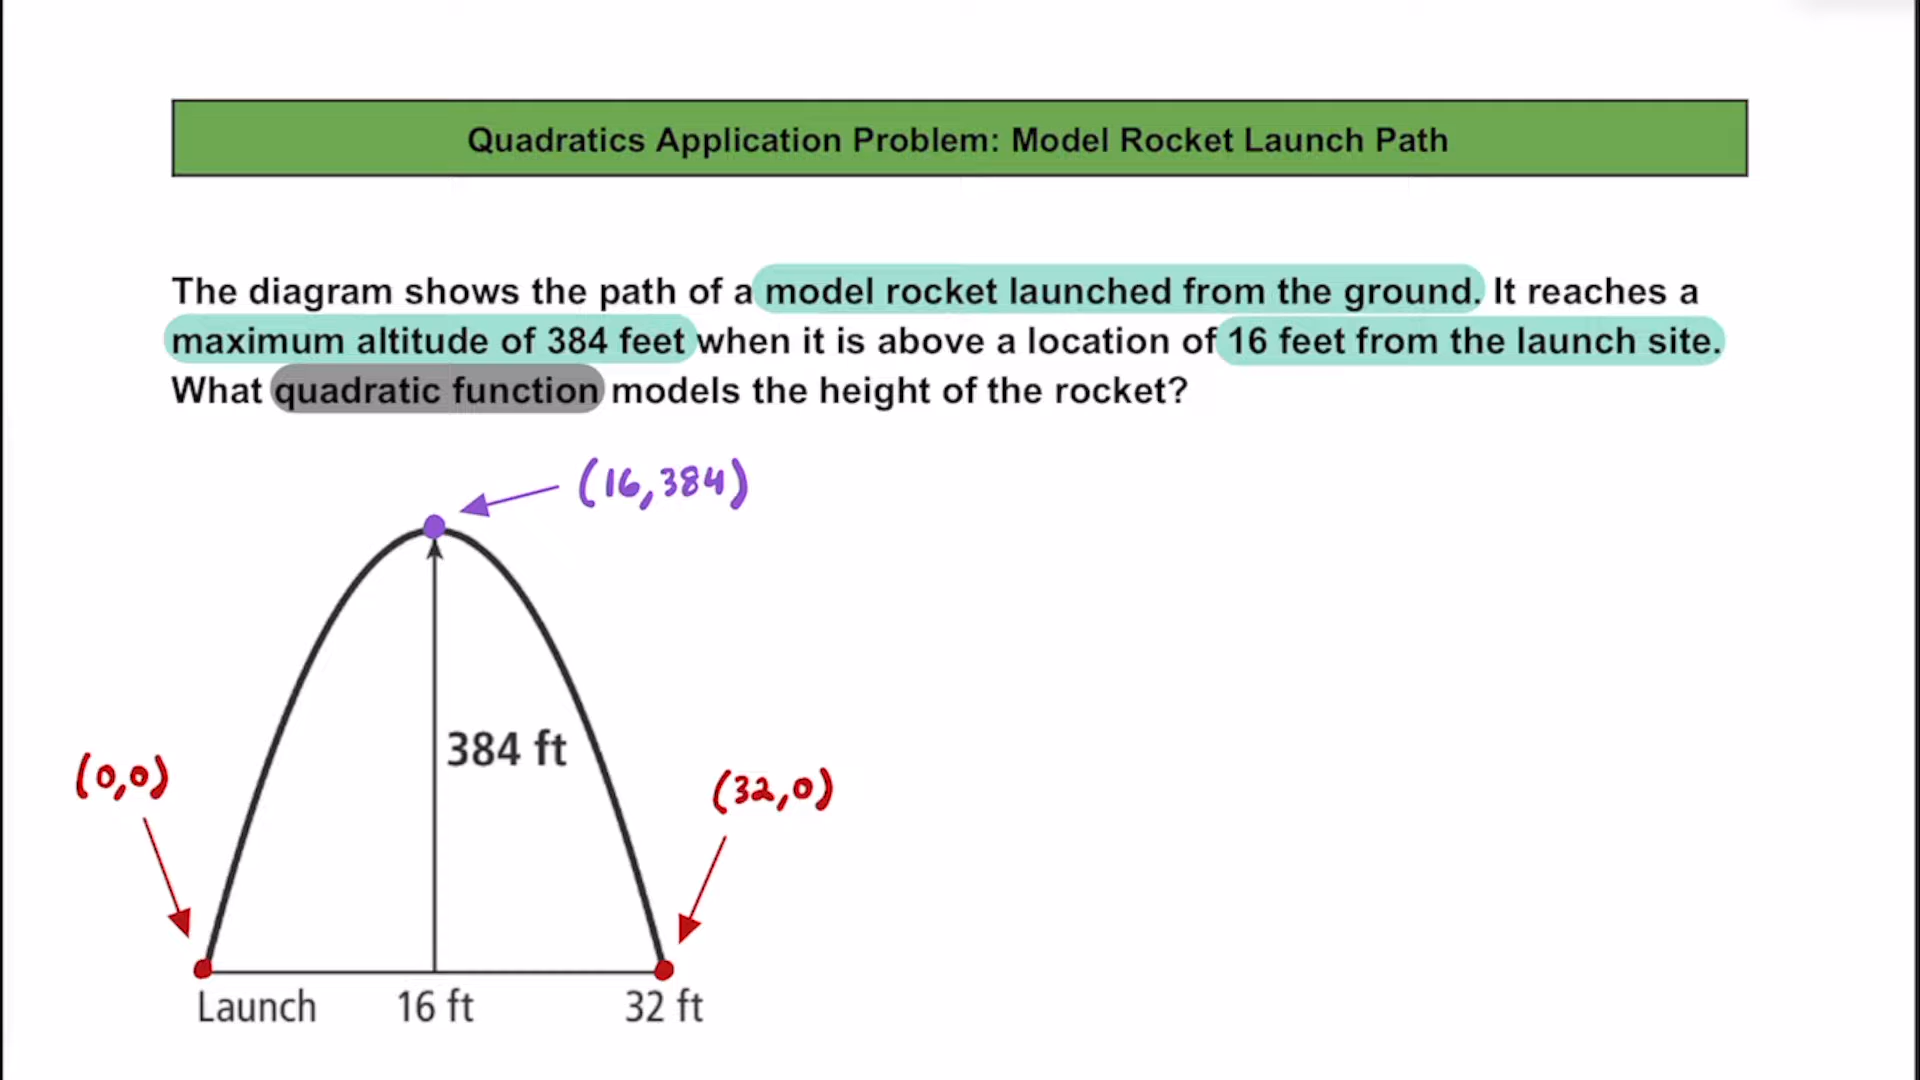 Quadratics Application Problem: Model Rocket Launch Path
The diagram shows the path of a model rocket launched from the ground. It reaches a
maximum altitude of 384 feet when it is above a location of 16 feet from the launch site.
What quadratic function models the height of the rocket?
(16,384)
384 ft
(0,0)
(32,0)
Launch
16 ft
32 ft